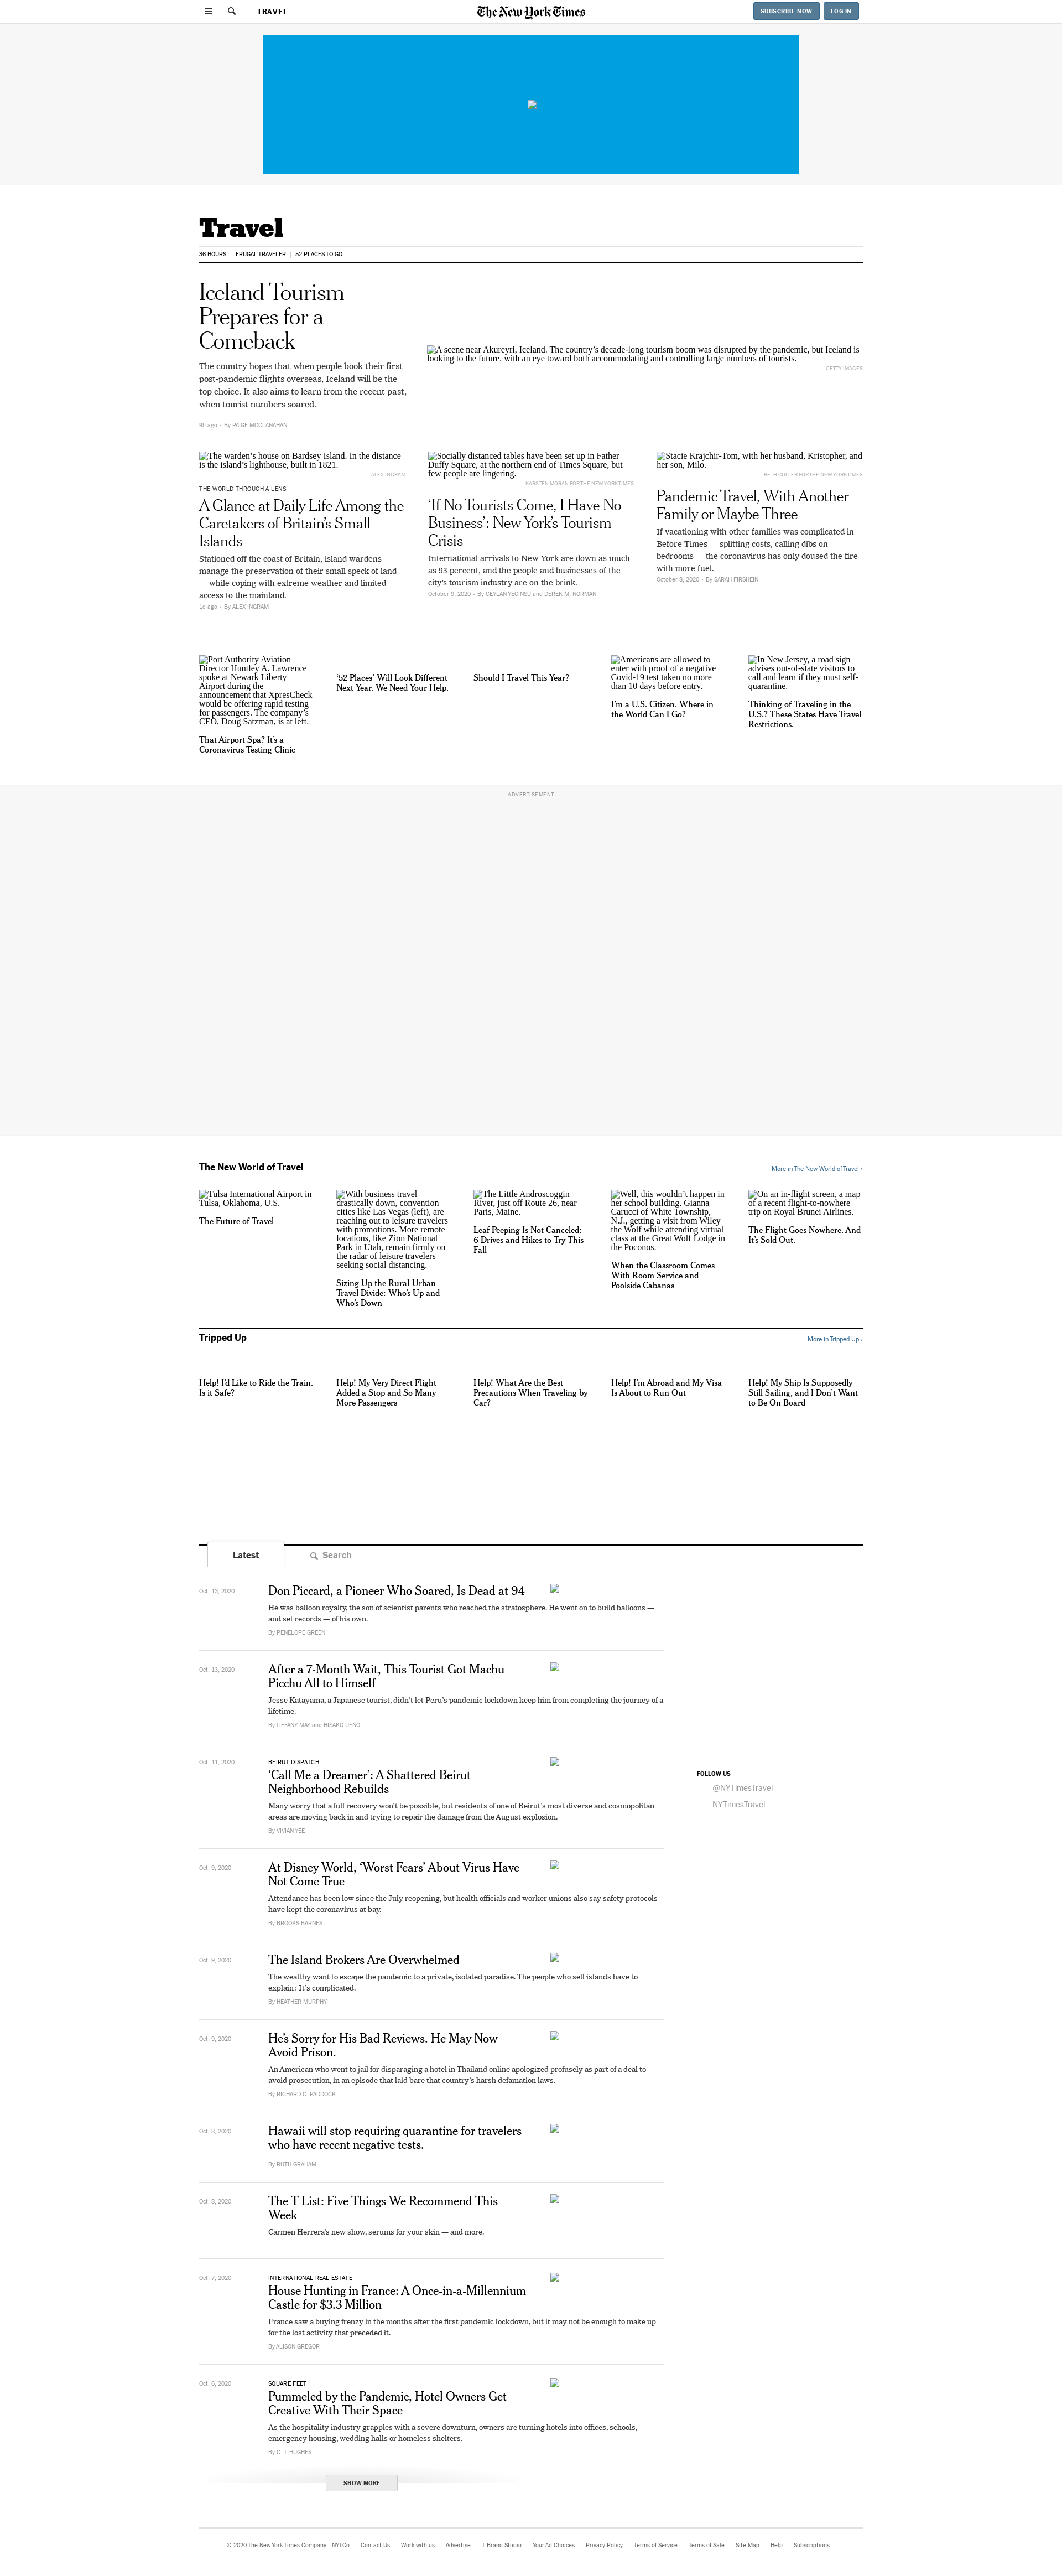 TRAVEL
The New York Times
SUBSCRIBE NOW
LOG IN
Travel
36 HOURS
FRUGAL TRAVELER
52 PLACES TO GO
Iceland Tourism
Prepares for a
Comeback
The country hopes that when people book their first
post-pandemic flights overseas, Iceland will be the
top choice. It also aims to learn from the recent past,
when tourist numbers soared.
9h ago · By PAIGE MCCLANAHAN
A scene near Akureyri, Iceland. The country's decade-long tourism boom was disrupted by the pandemic, but Iceland is
looking to the future, with an eye toward both accommodating and controlling large numbers of tourists.
GETTY IMAGES
The warden's house on Bardsey Island. In the distance
is the island's lighthouse, built in 1821.
ALEX INGRAM
THE WORLD THROUGH A LENS
A Glance at Daily Life Among the
Caretakers of Britain's Small
Islands
Stationed off the coast of Britain, island wardens
manage the preservation of their small speck of land
— while coping with extreme weather and limited
access to the mainland.
1d ago · By ALEX INGRAM
Socially distanced tables have been set up in Father
Duffy Square, at the northern end of Times Square, but
few people are lingering.
KARSTEN MORAN FOR THE NEW YORK TIMES
‘If No Tourists Come, I Have No
Business’: New York's Tourism
Crisis
International arrivals to New York are down as much
as 93 percent, and the people and businesses of the
city's tourism industry are on the brink.
October 9, 2020 · By CEYLAN YEGINSU and DEREK M. NORMAN
Stacie Krajchir-Tom, with her husband, Kristopher, and
her son, Milo.
BETH COLLER FOR THE NEW YORK TIMES
Pandemic Travel, With Another
Family or Maybe Three
If vacationing with other families was complicated in
Before Times — splitting costs, calling dibs on
bedrooms — the coronavirus has only doused the fire
with more fuel.
October 8, 2020 · By SARAH FIRSHEIN
Port Authority Aviation
Director Huntley A. Lawrence
spoke at Newark Liberty
Airport during the
announcement that XpresCheck
would be offering rapid testing
for passengers. The company's
CEO, Doug Satzman, is at left.
That Airport Spa? It's a
Coronavirus Testing Clinic
‘52 Places’ Will Look Different
Next Year. We Need Your Help.
Should I Travel This Year?
Americans are allowed to
enter with proof of a negative
Covid-19 test taken no more
than 10 days before entry.
I'm a U.S. Citizen. Where in
the World Can I Go?
In New Jersey, a road sign
advises out-of-state visitors to
call and learn if they must self-
quarantine.
Thinking of Traveling in the
U.S.? These States Have Travel
Restrictions.
ADVERTISEMENT
The New World of Travel
More in The New World of Travel ›
Tulsa International Airport in
Tulsa, Oklahoma, U.S.
The Future of Travel
With business travel
drastically down, convention
cities like Las Vegas (left), are
reaching out to leisure travelers
with promotions. More remote
locations, like Zion National
Park in Utah, remain firmly on
the radar of leisure travelers
seeking social distancing.
Sizing Up the Rural-Urban
Travel Divide: Who's Up and
Who's Down
The Little Androscoggin
River, just off Route 26, near
Paris, Maine.
Leaf Peeping Is Not Canceled:
6 Drives and Hikes to Try This
Fall
Well, this wouldn't happen in
her school building. Gianna
Carucci of White Township,
N.J., getting a visit from Wiley
the Wolf while attending virtual
class at the Great Wolf Lodge in
the Poconos.
When the Classroom Comes
With Room Service and
Poolside Cabanas
On an in-flight screen, a map
of a recent flight-to-nowhere
trip on Royal Brunei Airlines.
The Flight Goes Nowhere. And
It's Sold Out.
Tripped Up
More in Tripped Up ›
Help! I'd Like to Ride the Train.
Is it Safe?
Help! My Very Direct Flight
Added a Stop and So Many
More Passengers
Help! What Are the Best
Precautions When Traveling by
Car?
Help! I'm Abroad and My Visa
Is About to Run Out
Help! My Ship Is Supposedly
Still Sailing, and I Don't Want
to Be On Board
Latest
Search
Oct. 13, 2020
Don Piccard, a Pioneer Who Soared, Is Dead at 94
He was balloon royalty, the son of scientist parents who reached the stratosphere. He went on to build balloons —
and set records — of his own.
By PENELOPE GREEN
Oct. 13, 2020
After a 7-Month Wait, This Tourist Got Machu
Picchu All to Himself
Jesse Katayama, a Japanese tourist, didn't let Peru's pandemic lockdown keep him from completing the journey of a
lifetime.
By TIFFANY MAY and HISAKO UENO
Oct. 11, 2020
BEIRUT DISPATCH
‘Call Me a Dreamer’: A Shattered Beirut
Neighborhood Rebuilds
Many worry that a full recovery won't be possible, but residents of one of Beirut's most diverse and cosmopolitan
areas are moving back in and trying to repair the damage from the August explosion.
By VIVIAN YEE
FOLLOW US
@NYTimesTravel
NYTimesTravel
Oct. 9, 2020
At Disney World, ‘Worst Fears’ About Virus Have
Not Come True
Attendance has been low since the July reopening, but health officials and worker unions also say safety protocols
have kept the coronavirus at bay.
By BROOKS BARNES
Oct. 9, 2020
The Island Brokers Are Overwhelmed
The wealthy want to escape the pandemic to a private, isolated paradise. The people who sell islands have to
explain: It's complicated.
By HEATHER MURPHY
Oct. 9, 2020
He's Sorry for His Bad Reviews. He May Now
Avoid Prison.
An American who went to jail for disparaging a hotel in Thailand online apologized profusely as part of a deal to
avoid prosecution, in an episode that laid bare that country's harsh defamation laws.
By RICHARD C. PADDOCK
Oct. 8, 2020
Hawaii will stop requiring quarantine for travelers
who have recent negative tests.
By RUTH GRAHAM
Oct. 8, 2020
The T List: Five Things We Recommend This
Week
Carmen Herrera's new show, serums for your skin — and more.
Oct. 7, 2020
INTERNATIONAL REAL ESTATE
House Hunting in France: A Once-in-a-Millennium
Castle for $3.3 Million
France saw a buying frenzy in the months after the first pandemic lockdown, but it may not be enough to make up
for the lost activity that preceded it.
By ALISON GREGOR
Oct. 6, 2020
SQUARE FEET
Pummeled by the Pandemic, Hotel Owners Get
Creative With Their Space
As the hospitality industry grapples with a severe downturn, owners are turning hotels into offices, schools,
emergency housing, wedding halls or homeless shelters.
By C. J. HUGHES
SHOW MORE
© 2020 The New York Times Company NYTCo Contact Us Work with us Advertise T Brand Studio Your Ad Choices Privacy Policy Terms of Service Terms of Sale Site Map Help Subscriptions